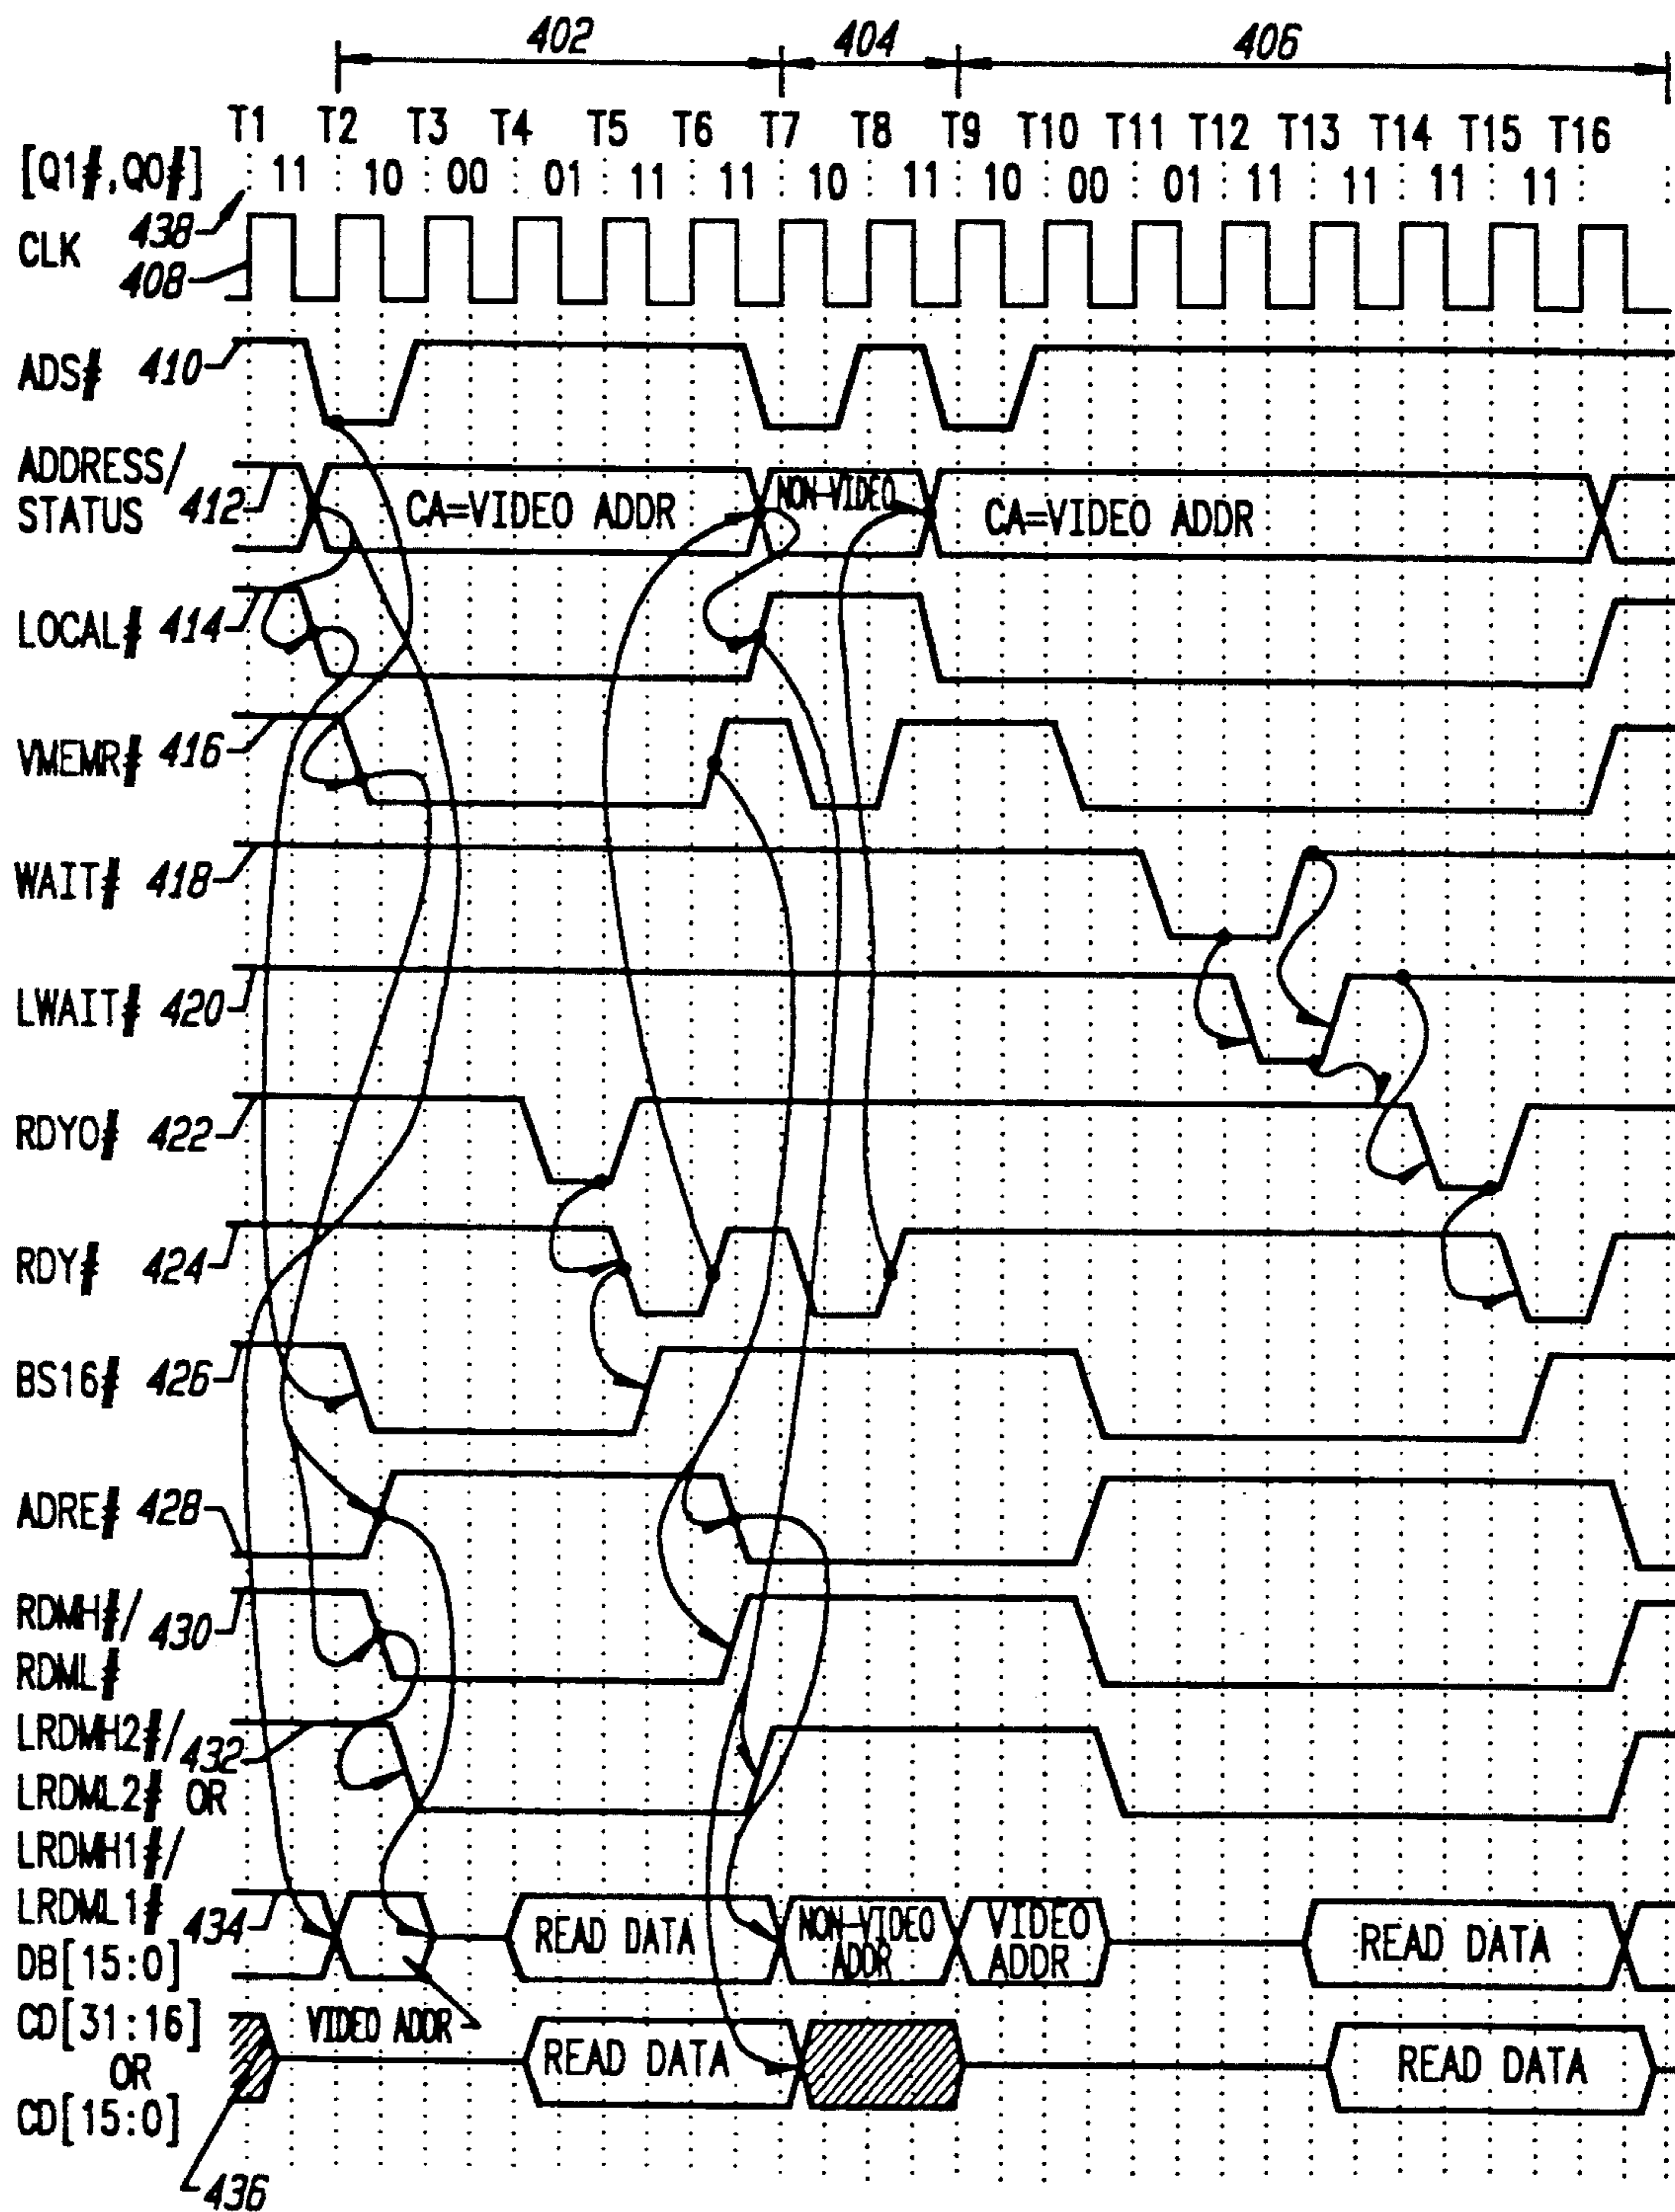 402 404 406
T1 T2 T3 T4 T5 T6 T7 T8 T9 T10 T11 T12 T13 T14 T15 T16
[Q1#,Q0#] 11 10 00 01 11 11 10 11 10 00 01 11 11 11 11
438
CLK
408
ADS# 410
ADDRESS/
STATUS 412 CA=VIDEO ADDR NON-VIDEO CA=VIDEO ADDR
LOCAL# 414
VMEMR# 416
WAIT# 418
LWAIT# 420
RDYO# 422
RDY# 424
BS16# 426
ADRE# 428
RDMH#/ 430
RDML#
LRDMH2#/ 432
LRDML2# OR
LRDMH1#/
LRDML1# 434
READ DATA NON-VIDEO ADDR VIDEO ADDR READ DATA
DB[15:0]
VIDEO ADDR
CD[31:16]
OR READ DATA READ DATA
CD[15:0]
436